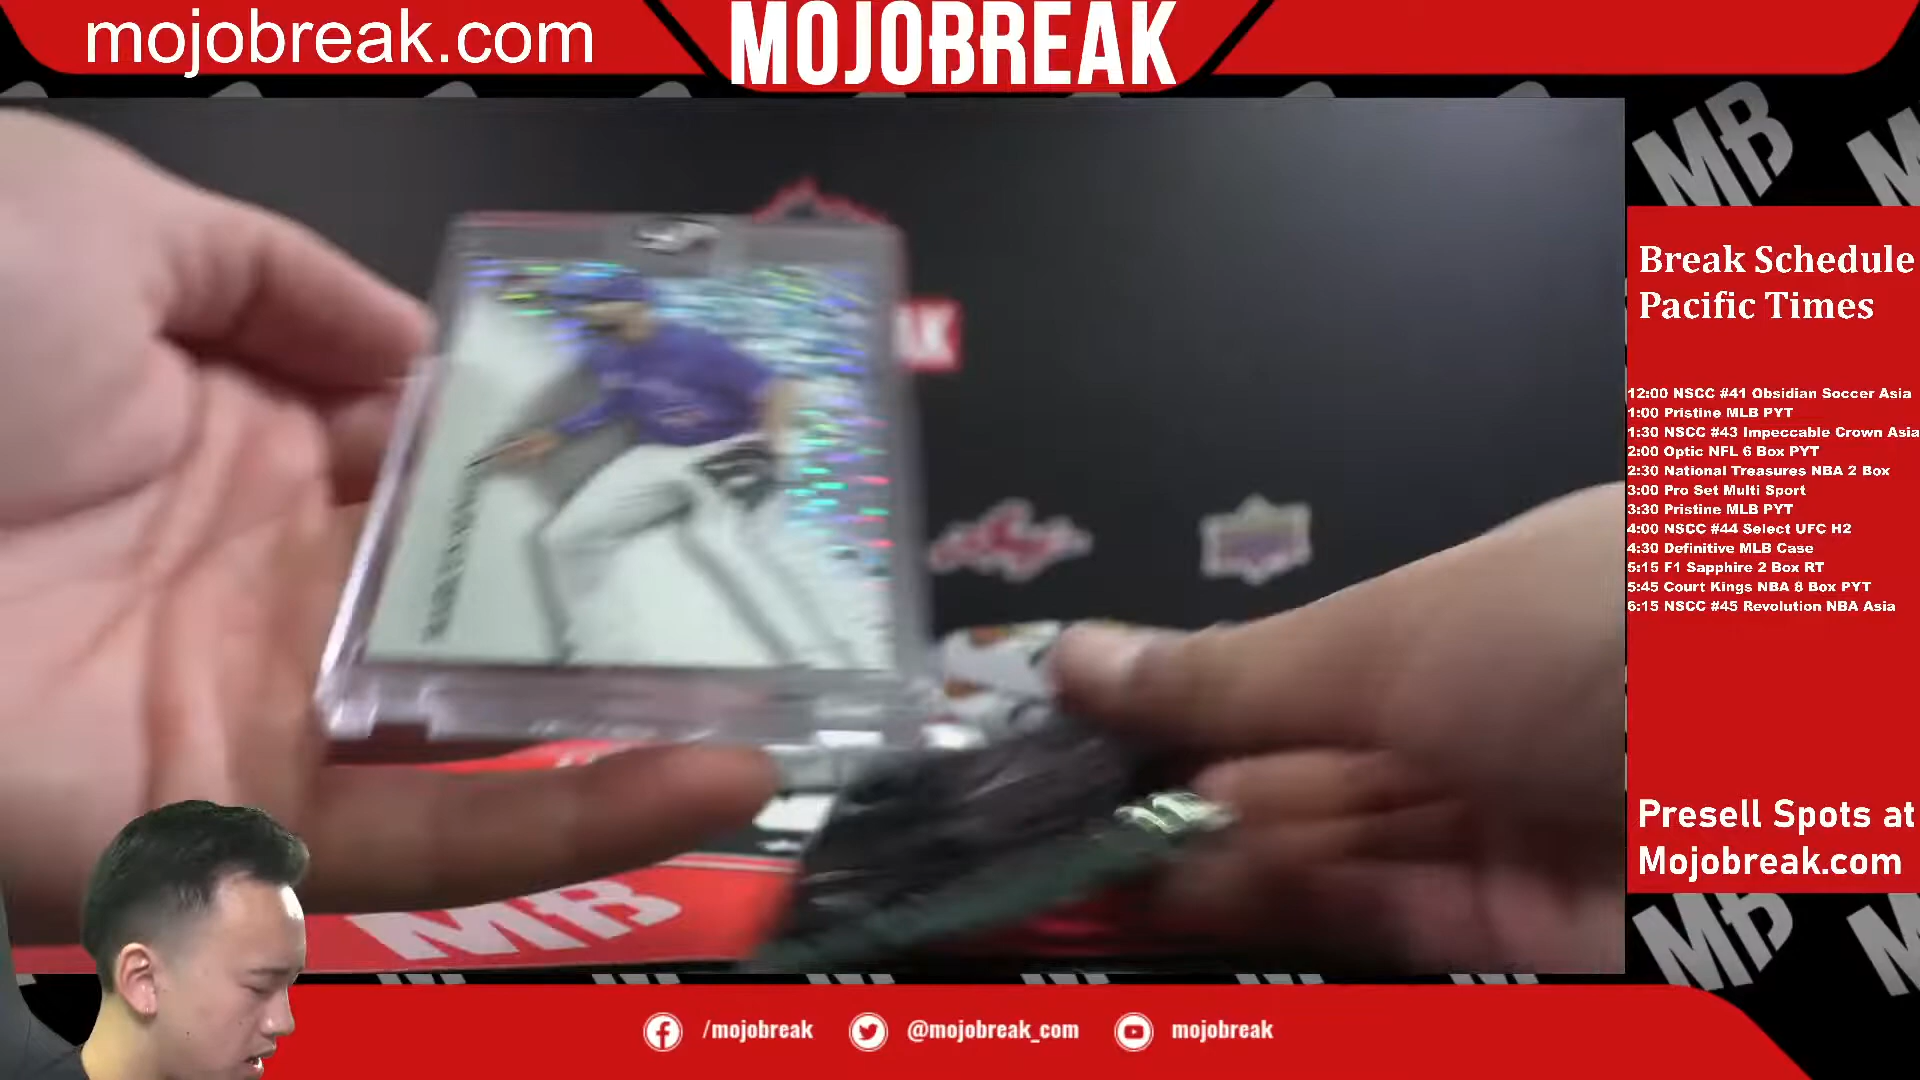 mojobreak.com
MOJOBREAK
MB
Break Schedule
Pacific Times
12:00 NSCC #41 Obsidian Soccer Asia
1:00 Pristine MLB PYT
1:30 NSCC #43 Impeccable Crown Asia
2:00 Optic NFL 6 Box PYT
2:30 National Treasures NBA 2 Box
3:00 Pro Set Multi Sport
3:30 Pristine MLB PYT
4:00 NSCC #44 Select UFC H2
4:30 Definitive MLB Case
5:15 F1 Sapphire 2 Box RT
5:45 Court Kings NBA 8 Box PYT
6:15 NSCC #45 Revolution NBA Asia
AK
Presell Spots at
Mojobreak.com
MB
MB
/mojobreak
@mojobreak_com
mojobreak